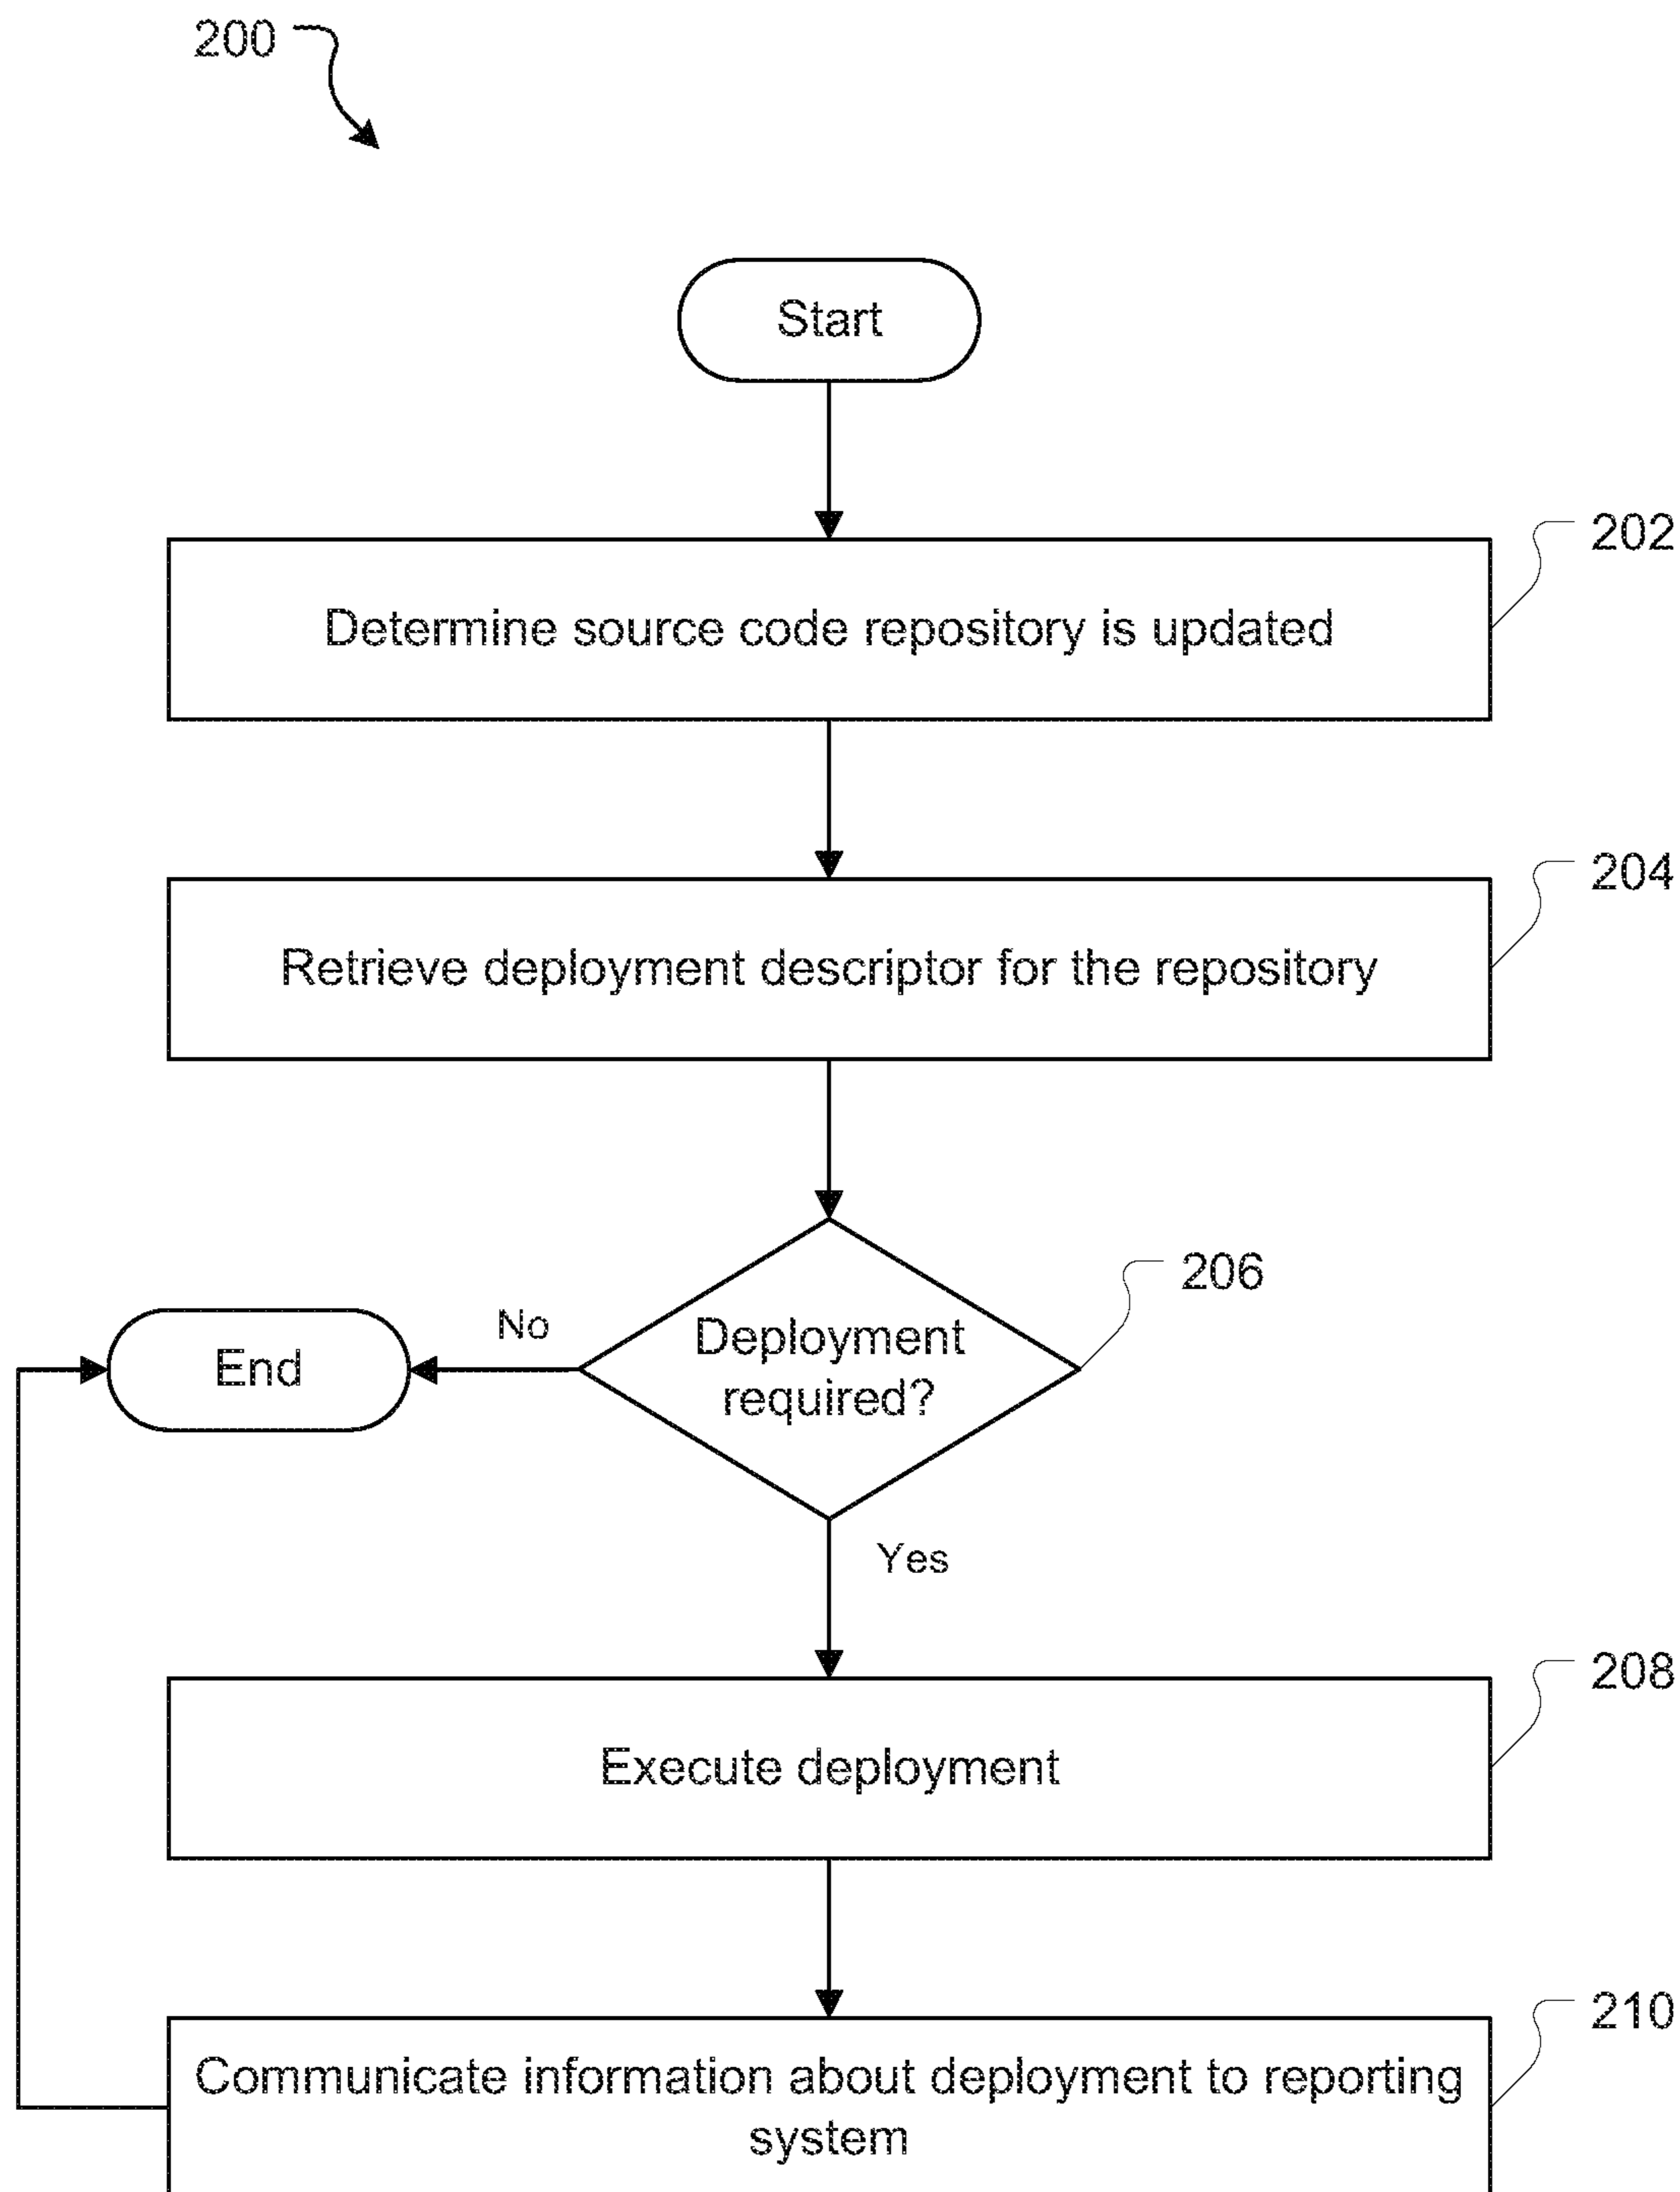 200
Start
202
Determine source code repository is updated
204
Retrieve deployment descriptor for the repository
206
Deployment
required?
No
End
Yes
208
Execute deployment
210
Communicate information about deployment to reporting
system